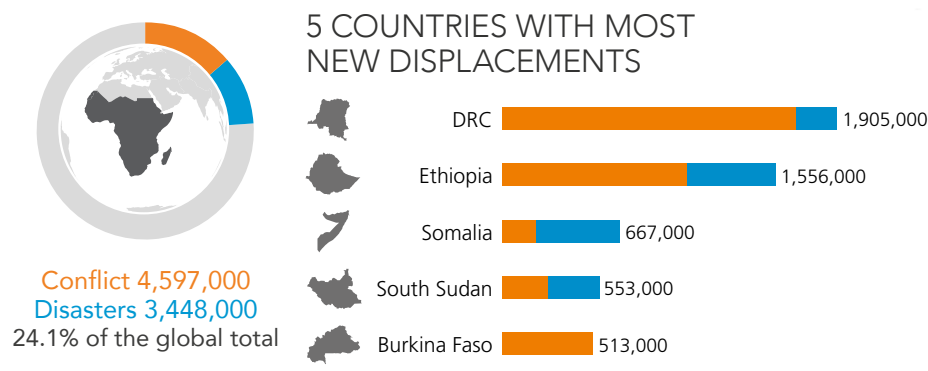 5 COUNTRIES WITH MOST
NEW DISPLACEMENTS
DRC 1,905,000
Ethiopia 1,556,000
Somalia 667,000
South Sudan 553,000
Burkina Faso 513,000
Conflict 4,597,000
Disasters 3,448,000
24.1% of the global total